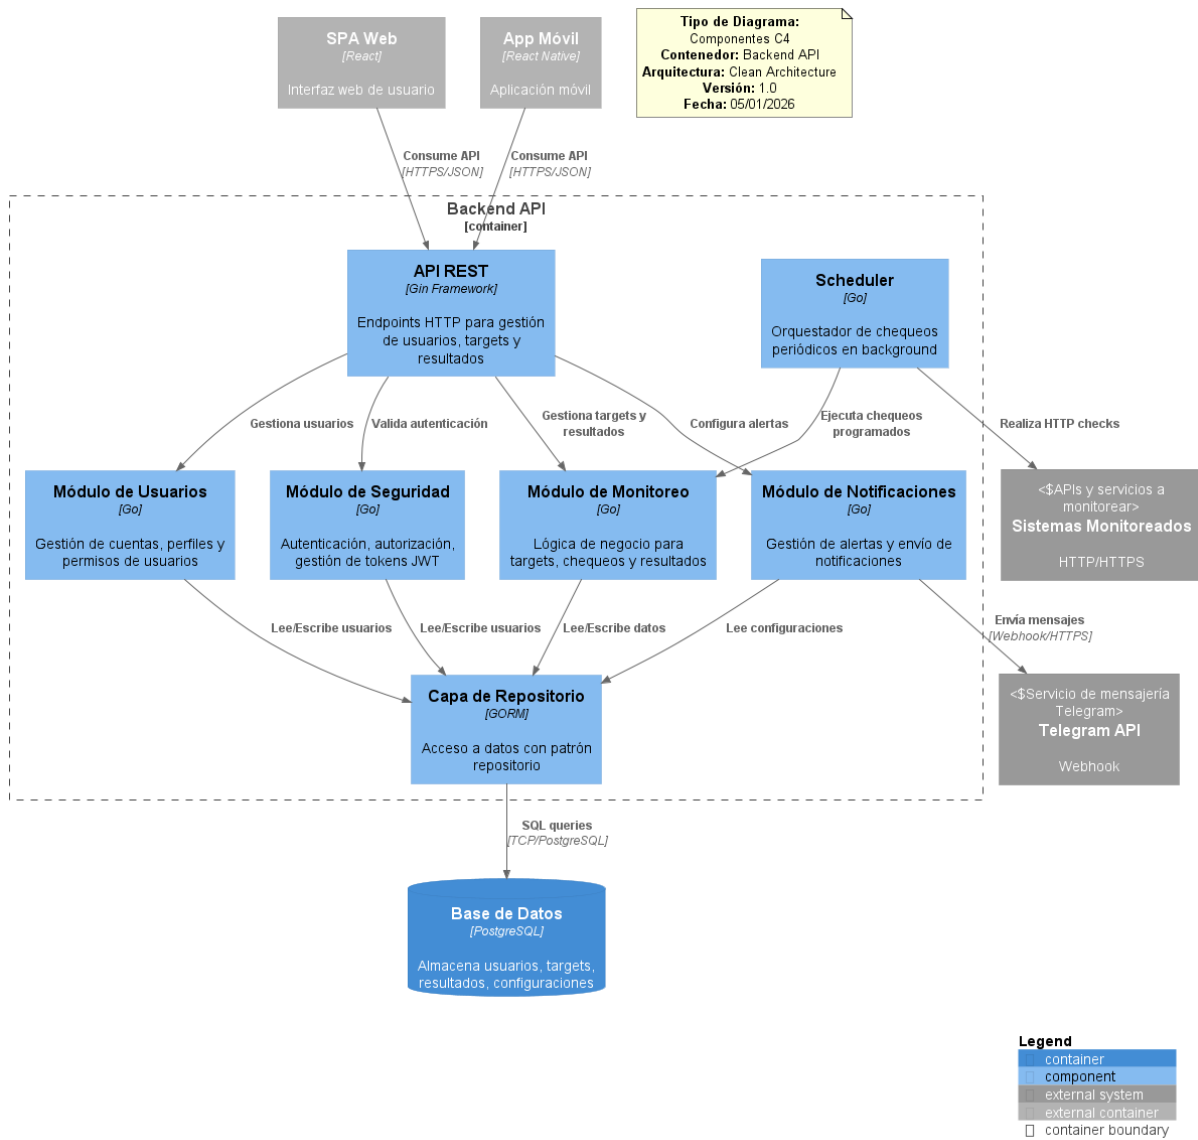 SPA Web
[React]
Interfaz web de usuario
App Móvil
[React Native]
Aplicación móvil
Tipo de Diagrama:
Componentes C4
Contenedor: Backend API
Arquitectura: Clean Architecture
Versión: 1.0
Fecha: 05/01/2026
Consume API
[HTTPS/JSON]
Consume API
[HTTPS/JSON]
Backend API
[container]
API REST
[Gin Framework]
Endpoints HTTP para gestión
de usuarios, targets y
resultados
Scheduler
[Go]
Orquestador de chequeos
periódicos en background
Gestiona usuarios
Valida autenticación
Gestiona targets y
resultados
Configura alertas
Ejecuta chequeos
programados
Realiza HTTP checks
Módulo de Usuarios
[Go]
Gestión de cuentas, perfiles y
permisos de usuarios
Módulo de Seguridad
[Go]
Autenticación, autorización,
gestión de tokens JWT
Módulo de Monitoreo
[Go]
Lógica de negocio para
targets, chequeos y resultados
Módulo de Notificaciones
[Go]
Gestión de alertas y envío de
notificaciones
<$APIs y servicios a
monitorear>
Sistemas Monitoreados
HTTP/HTTPS
Lee/Escribe usuarios
Lee/Escribe usuarios
Lee/Escribe datos
Lee configuraciones
Envía mensajes
[Webhook/HTTPS]
Capa de Repositorio
[GORM]
Acceso a datos con patrón
repositorio
<$Servicio de mensajería
Telegram>
Telegram API
Webhook
SQL queries
[TCP/PostgreSQL]
Base de Datos
[PostgreSQL]
Almacena usuarios, targets,
resultados, configuraciones
Legend
container
component
external system
external container
container boundary